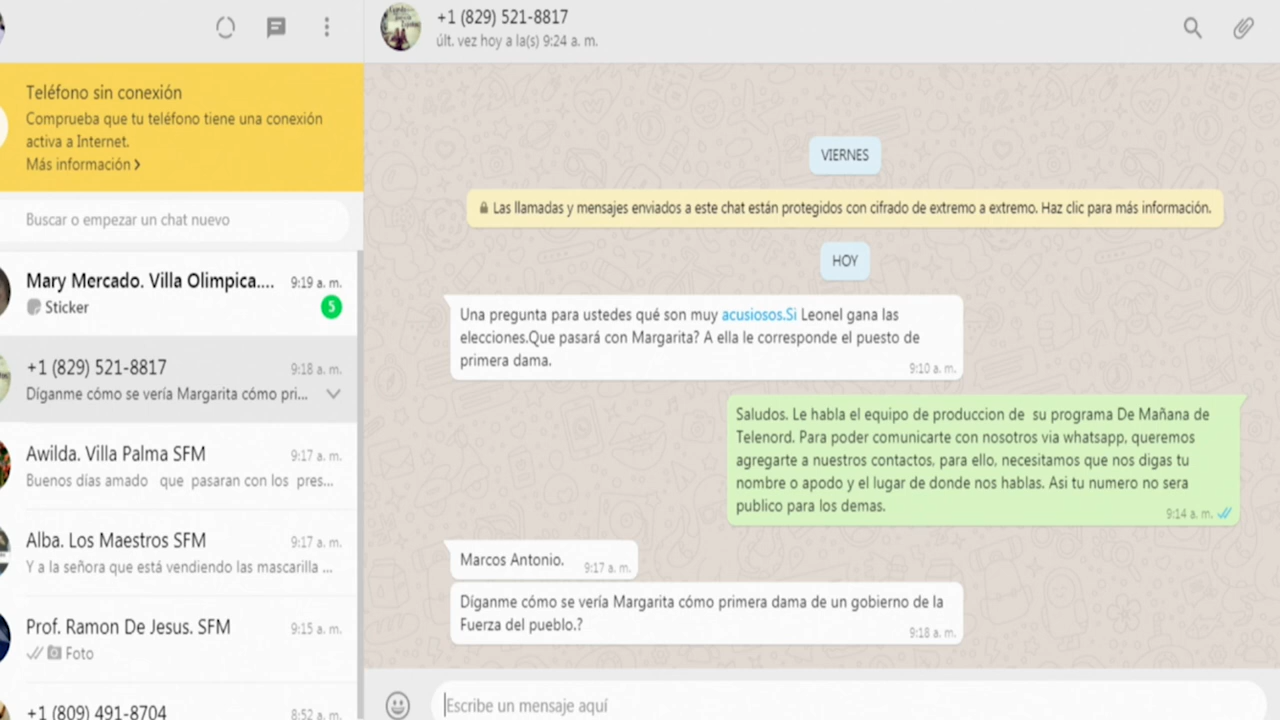 Teléfono sin conexión
Comprueba que tu teléfono tiene una conexión
activa a Internet.
Más información >
Buscar o empezar un chat nuevo
Mary Mercado. Villa Olimpica.... 9:19 a. m.
Sticker 5
+1 (829) 521-8817 9:18 a. m.
Díganme cómo se vería Margarita cómo pri...
Awilda. Villa Palma SFM 9:17 a. m.
Buenos días amado que pasaran con los pres...
Alba. Los Maestros SFM 9:17 a. m.
Y a la señora que está vendiendo las mascarilla ...
Prof. Ramon De Jesus. SFM 9:15 a. m.
Foto
+1 (809) 491-8704 8:52 a. m.
+1 (829) 521-8817
últ. vez hoy a la(s) 9:24 a. m.
VIERNES
Las llamadas y mensajes enviados a este chat están protegidos con cifrado de extremo a extremo. Haz clic para más información.
HOY
Una pregunta para ustedes qué son muy acusiosos.Si Leonel gana las
elecciones.Que pasará con Margarita? A ella le corresponde el puesto de
primera dama.
9:10 a. m.
Saludos. Le habla el equipo de produccion de su programa De Mañana de
Telenord. Para poder comunicarte con nosotros via whatsapp, queremos
agregarte a nuestros contactos, para ello, necesitamos que nos digas tu
nombre o apodo y el lugar de donde nos hablas. Asi tu numero no sera
publico para los demas.
9:14 a. m.
Marcos Antonio. 9:17 a. m.
Díganme cómo se vería Margarita cómo primera dama de un gobierno de la
Fuerza del pueblo.?
9:18 a. m.
Escribe un mensaje aquí